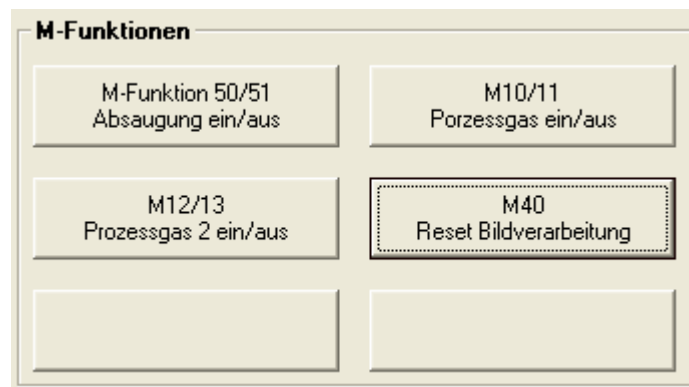 M-Funktionen
M-Funktion 50/51
Absaugung ein/aus
M10/11
Porzessgas ein/aus
M12/13
Prozessgas 2 ein/aus
M40
Reset Bildverarbeitung